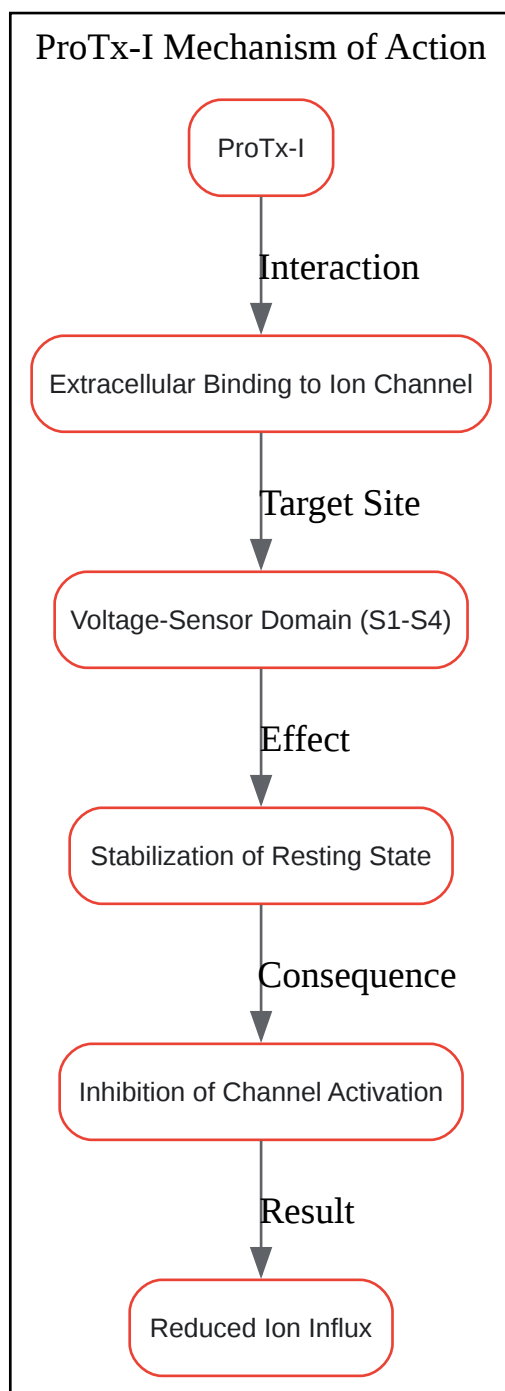 ProTx-I Mechanism of Action
ProTx-I
Interaction
Extracellular Binding to Ion Channel
Target Site
Voltage-Sensor Domain (S1-S4)
Effect
Stabilization of Resting State
Consequence
Inhibition of Channel Activation
Result
Reduced Ion Influx